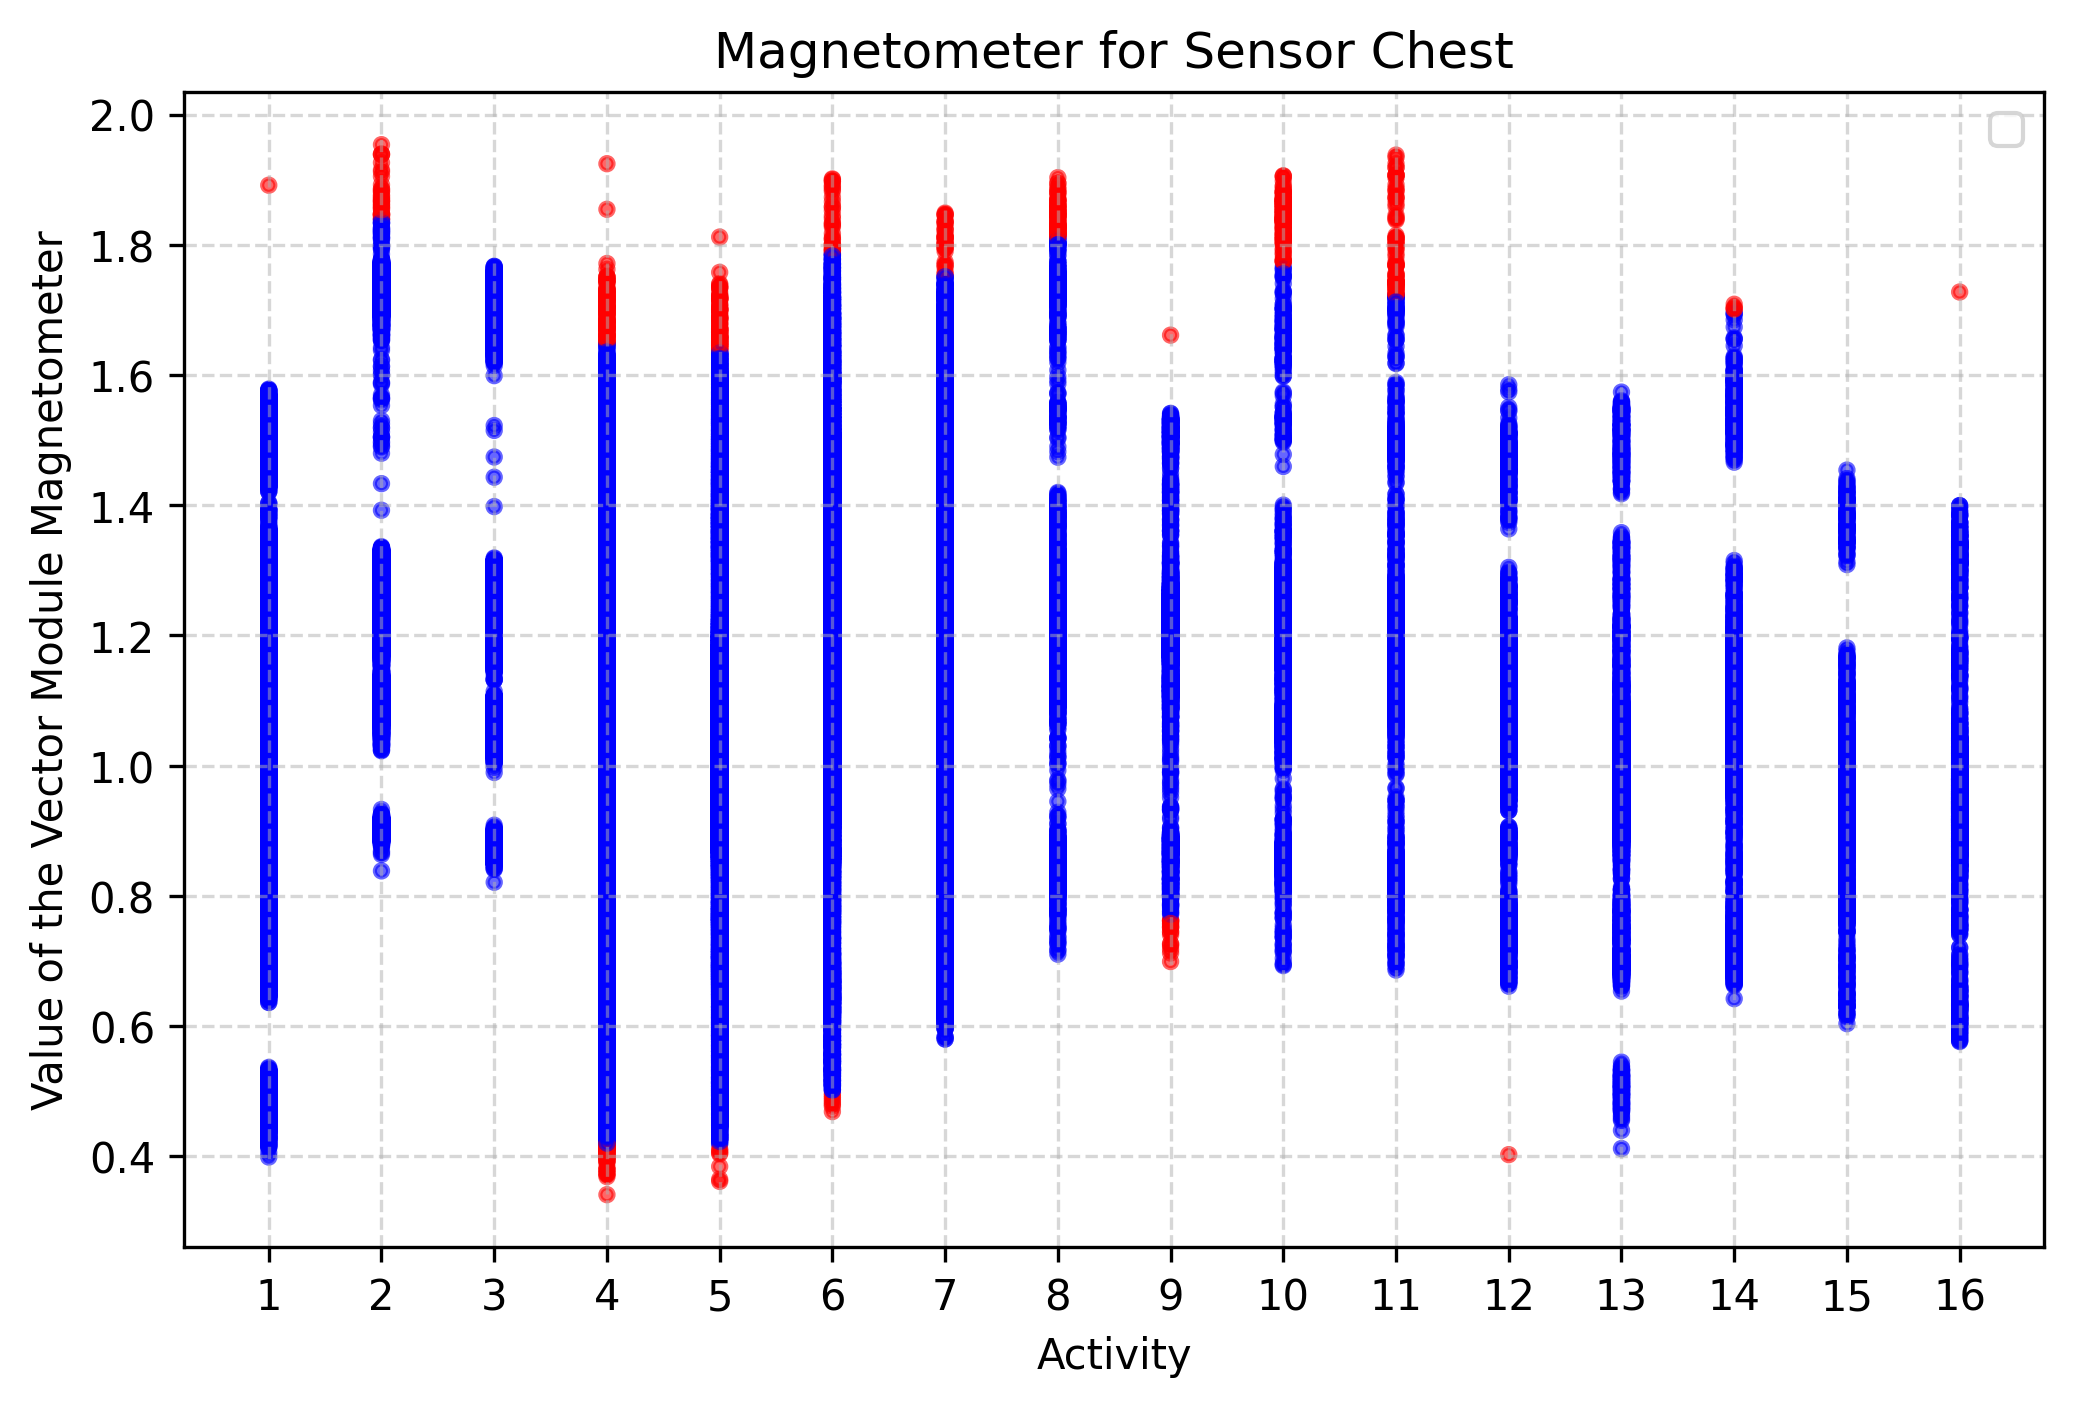 Magnetometer for Sensor Chest
Value of the Vector Module Magnetometer
2.0
1.8
1.6
1.4
1.2
1.0
0.8
0.6
0.4
1 2 3 4 5 6 7 8 9 10 11 12 13 14 15 16
Activity